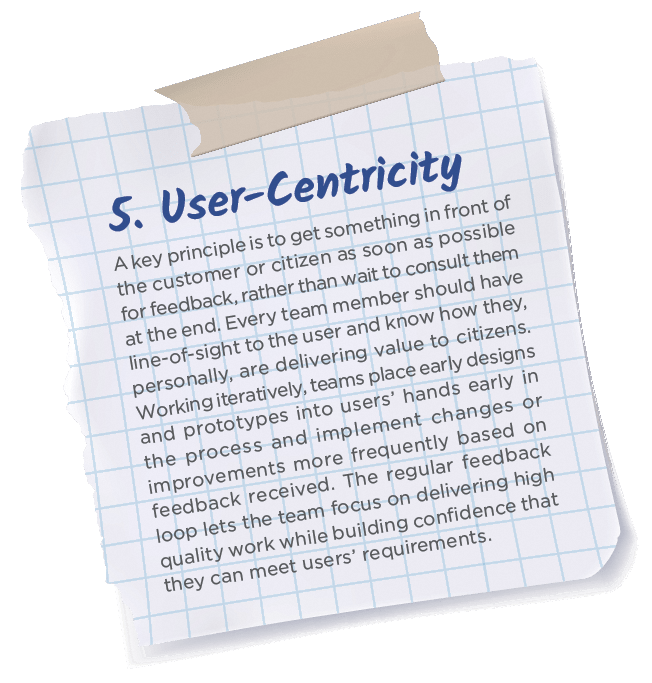 5. User-Centricity
A key principle is to get something in front of
the customer or citizen as soon as possible
for feedback, rather than wait to consult them
at the end. Every team member should have
line-of-sight to the user and know how they,
personally, are delivering value to citizens.
Working iteratively, teams place early designs
and prototypes into users’ hands early in
the process and implement changes or
improvements more frequently based on
feedback received. The regular feedback
loop lets the team focus on delivering high
quality work while building confidence that
they can meet users’ requirements.